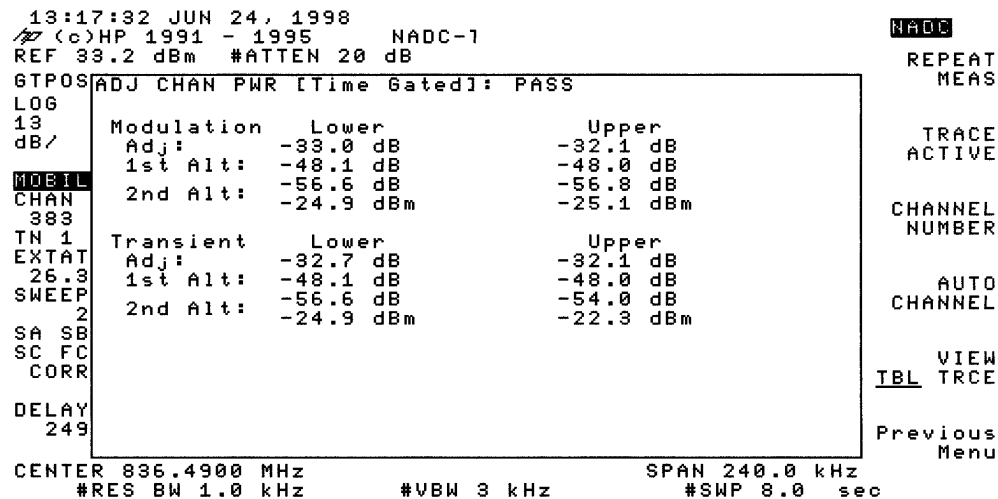 13:17:32 JUN 24, 1998
hp (c)HP 1991 - 1995 NADC-1
REF 33.2 dBm #ATTEN 20 dB
GTPOS
LOG
13
dB/
MOBIL
CHAN
383
TN 1
EXTAT
26.3
SWEEP
2
SA SB
SC FC
CORR
DELAY
249
ADJ CHAN PWR [Time Gated]: PASS
Modulation Lower Upper
Adj: -33.0 dB -32.1 dB
1st Alt: -48.1 dB -48.0 dB
2nd Alt: -56.6 dB -56.8 dB
-24.9 dBm -25.1 dBm
Transient Lower Upper
Adj: -32.7 dB -32.1 dB
1st Alt: -48.1 dB -48.0 dB
2nd Alt: -56.6 dB -54.0 dB
-24.9 dBm -22.3 dBm
CENTER 836.4900 MHz SPAN 240.0 kHz
#RES BW 1.0 kHz #VBW 3 kHz #SWP 8.0 sec
NADC
REPEAT
MEAS
TRACE
ACTIVE
CHANNEL
NUMBER
AUTO
CHANNEL
VIEW
TBL TRCE
Previous
Menu